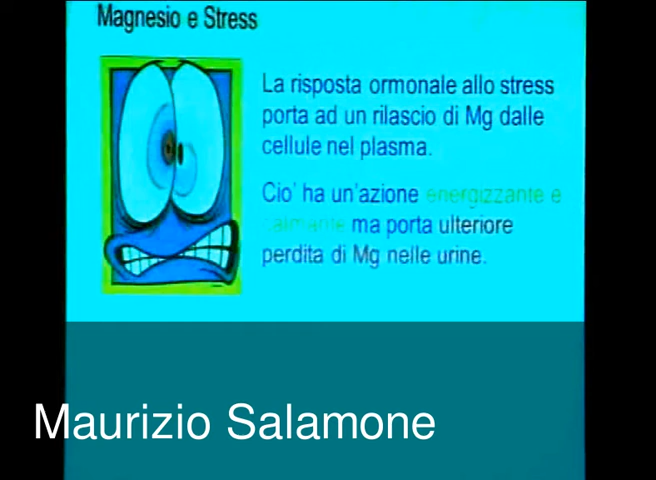 Magnesio e Stress
La risposta ormonale allo stress
porta ad un rilascio di Mg dalle
cellule nel plasma.
Cio' ha un'azione energizzante e
calmante ma porta ulteriore
perdita di Mg nelle urine.
Maurizio Salamone